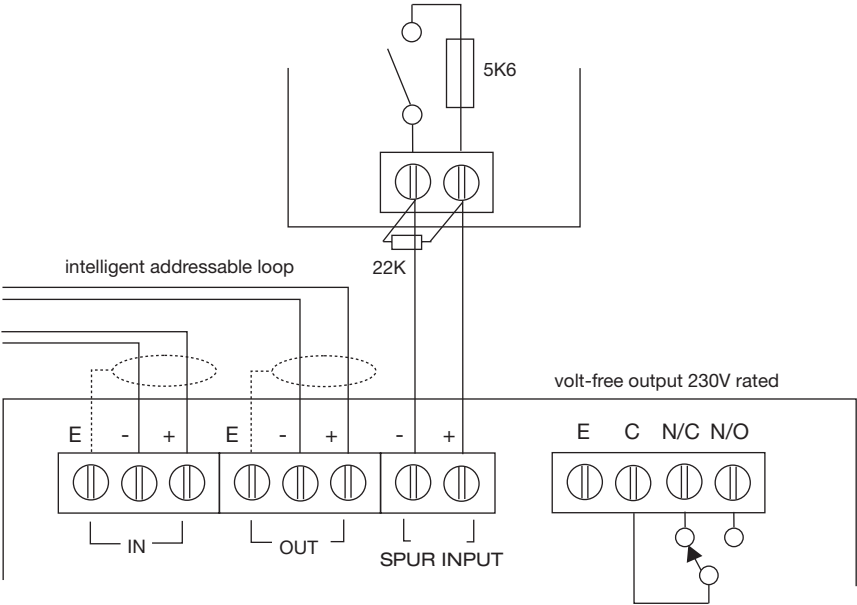 5K6
22K
intelligent addressable loop
volt-free output 230V rated
E - + E - + - +
E C N/C N/O
IN
OUT
SPUR INPUT